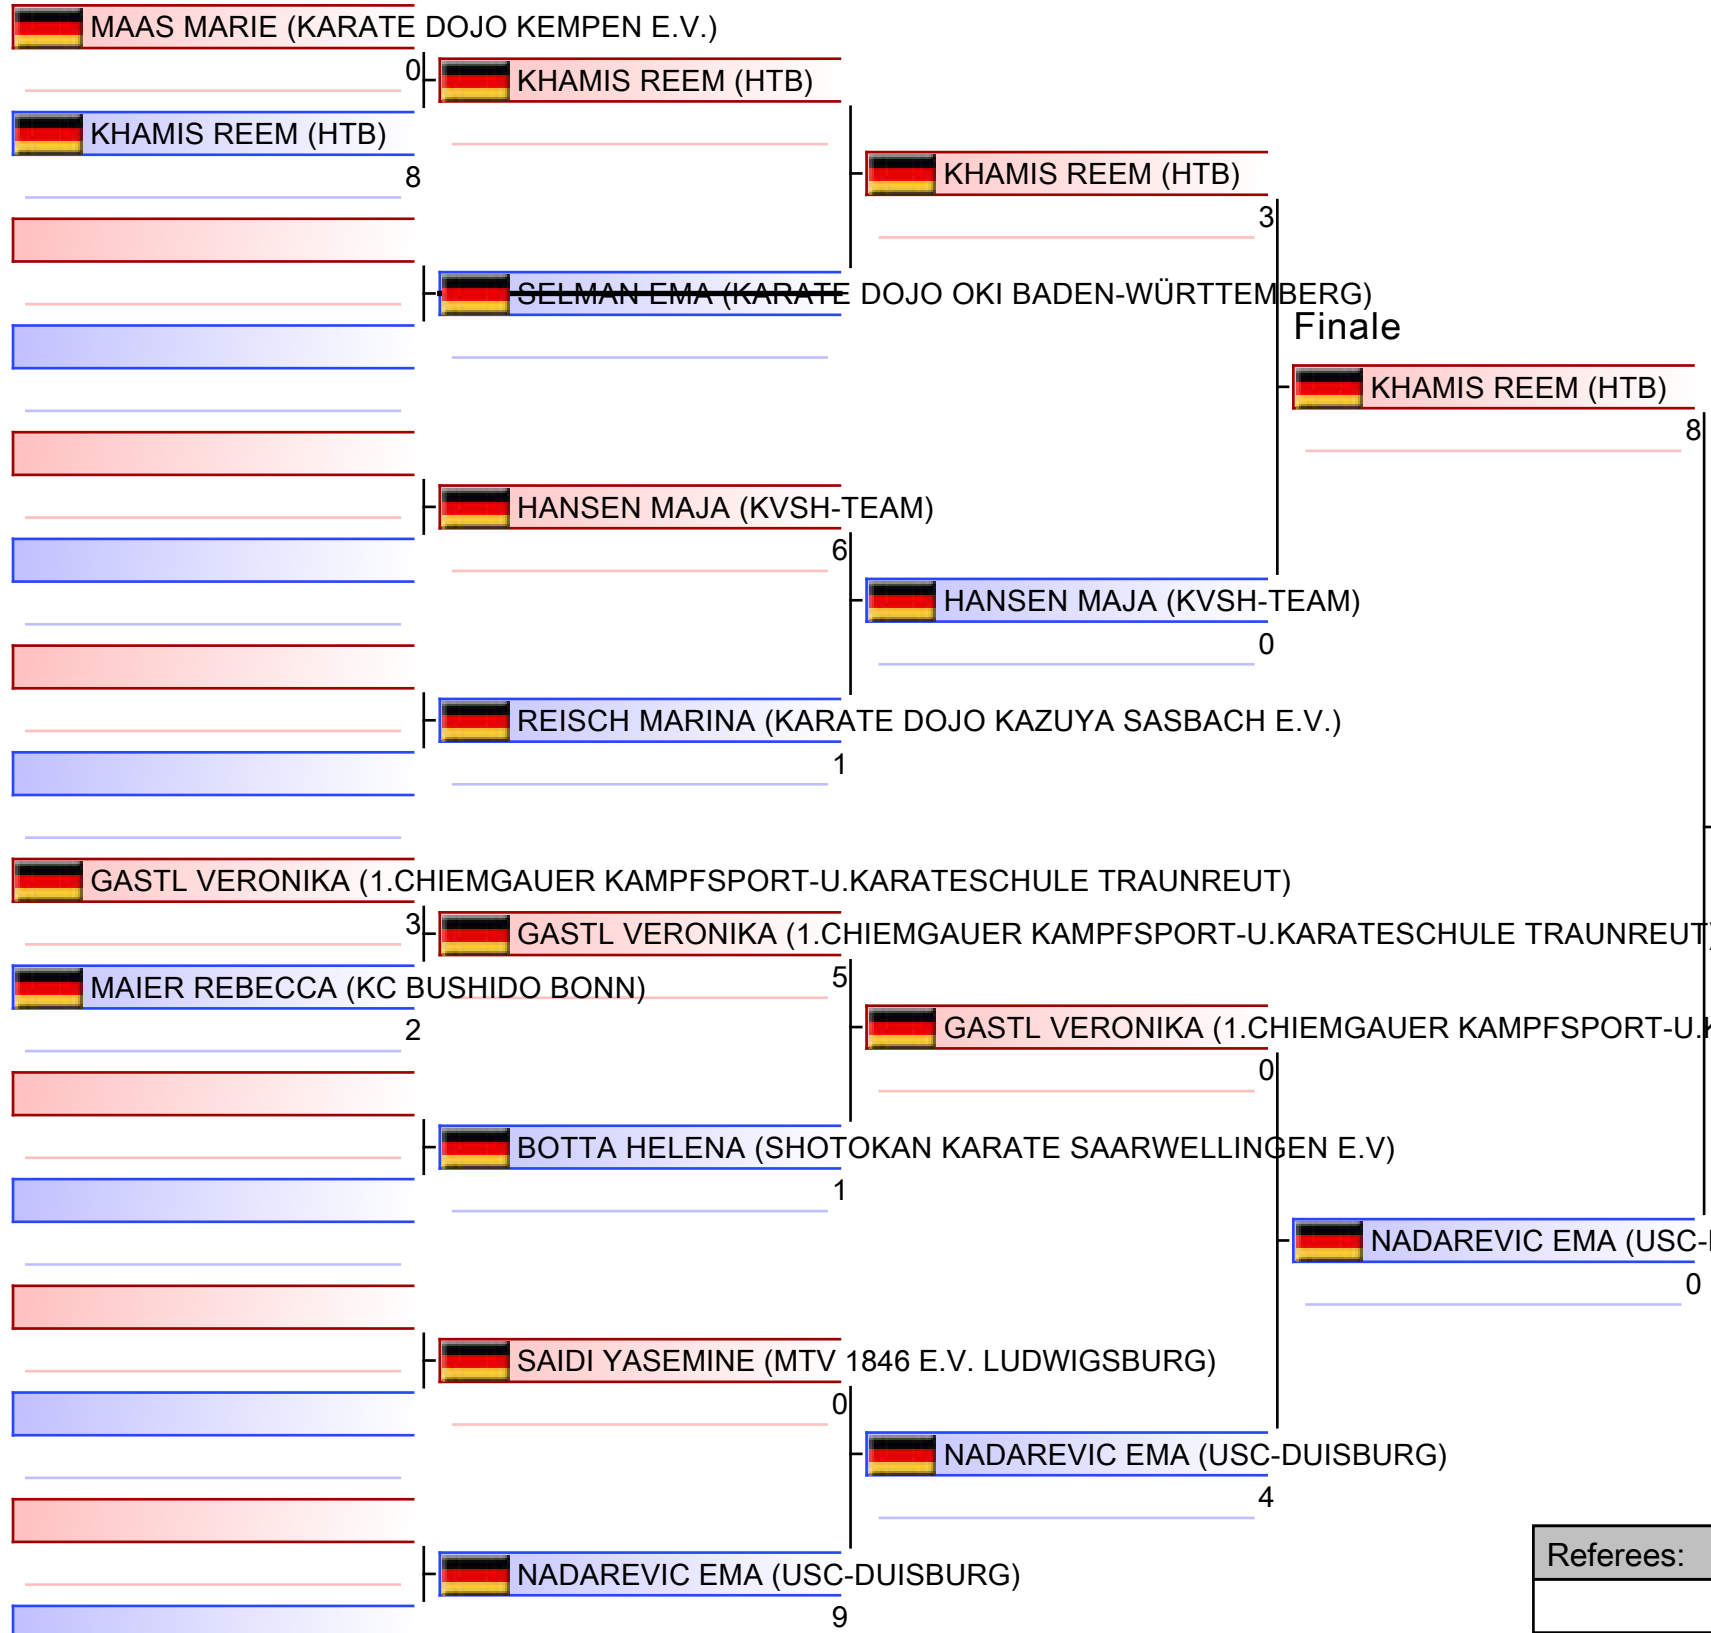 MAAS MARIE (KARATE DOJO KEMPEN E.V.)
0
KHAMIS REEM (HTB)
KHAMIS REEM (HTB)
8
KHAMIS REEM (HTB)
3
SELMAN EMA (KARATE DOJO OKI BADEN-WÜRTTEMBERG)
Finale
KHAMIS REEM (HTB)
8
HANSEN MAJA (KVSH-TEAM)
6
HANSEN MAJA (KVSH-TEAM)
0
REISCH MARINA (KARATE DOJO KAZUYA SASBACH E.V.)
1
GASTL VERONIKA (1.CHIEMGAUER KAMPFSPORT-U.KARATESCHULE TRAUNREUT)
3
GASTL VERONIKA (1.CHIEMGAUER KAMPFSPORT-U.KARATESCHULE TRAUNREUT)
5
MAIER REBECCA (KC BUSHIDO BONN)
2
GASTL VERONIKA (1.CHIEMGAUER KAMPFSPORT-U.K
0
BOTTA HELENA (SHOTOKAN KARATE SAARWELLINGEN E.V)
1
NADAREVIC EMA (USC-
0
SAIDI YASEMINE (MTV 1846 E.V. LUDWIGSBURG)
0
NADAREVIC EMA (USC-DUISBURG)
4
NADAREVIC EMA (USC-DUISBURG)
9
Referees: